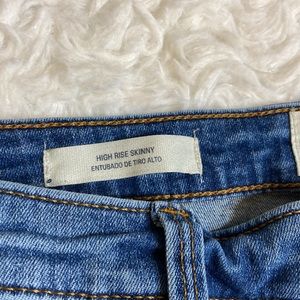 HIGH RISE SKINNY
ENTUBADO DE TIRO ALTO